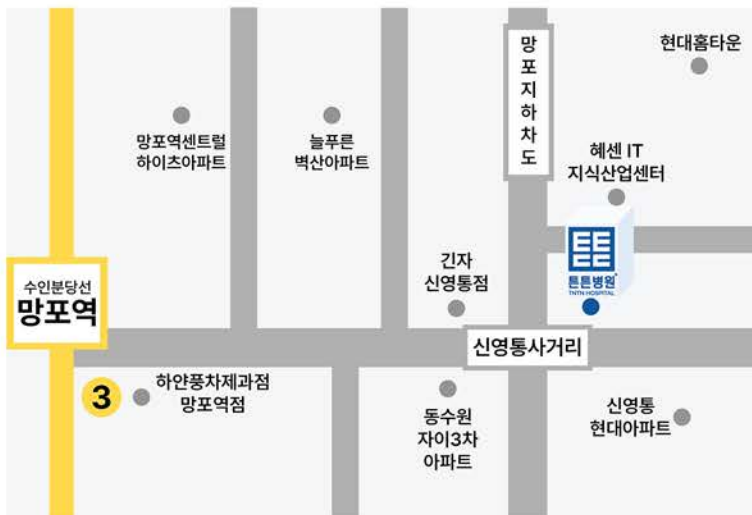 망포지하차도
현대홈타운
망포역센트럴
하이츠아파트
늘푸른
벽산아파트
혜센 IT
지식산업센터
튼튼병원
TNTN HOSPITAL
긴자
신영통점
수인분당선
망포역
신영통사거리
3
하얀풍차제과점
망포역점
동수원
자이3차
아파트
신영통
현대아파트